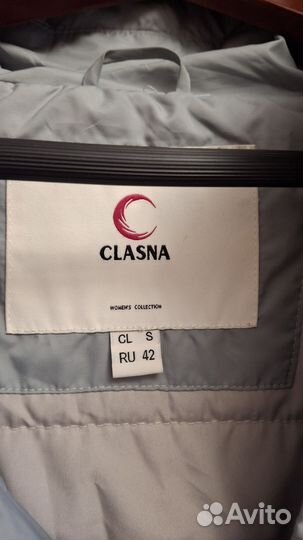 CLASNA
WOMEN'S COLLECTION
CL S
RU 42
Avito